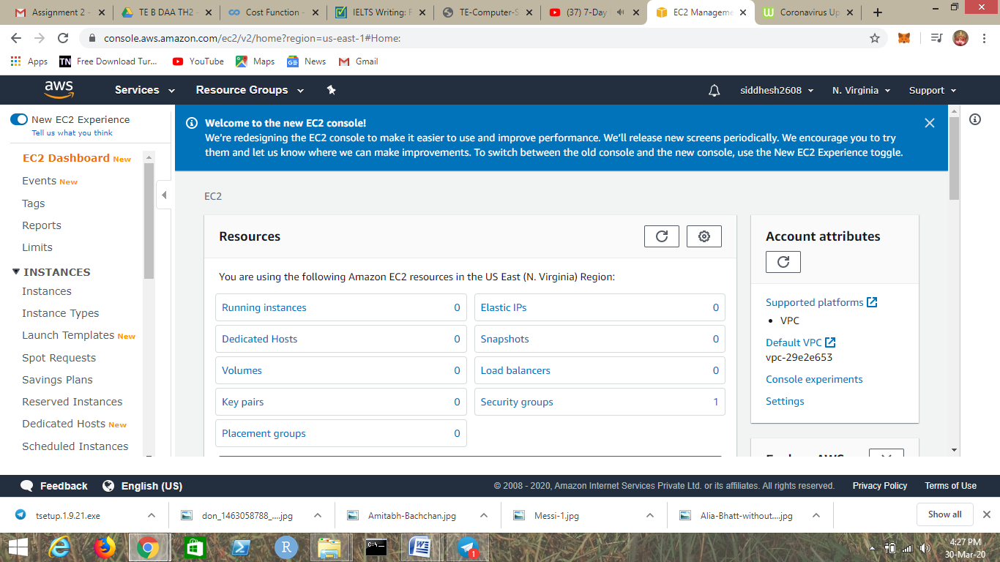 Assignment 2 -
TE B DAA TH2 -
Cost Function -
IELTS Writing: F
TE-Computer-S
(37) 7-Day
EC2 Manageme
Coronavirus Up
console.aws.amazon.com/ec2/v2/home?region=us-east-1#Home:
Apps
TN Free Download Tur...
YouTube
Maps
News
Gmail
aws Services Resource Groups siddhesh2608 N. Virginia Support
New EC2 Experience
Tell us what you think
EC2 Dashboard New
Events New
Tags
Reports
Limits
INSTANCES
Instances
Instance Types
Launch Templates New
Spot Requests
Savings Plans
Reserved Instances
Dedicated Hosts New
Scheduled Instances
Welcome to the new EC2 console!
We're redesigning the EC2 console to make it easier to use and improve performance. We'll release new screens periodically. We encourage you to try
them and let us know where we can make improvements. To switch between the old console and the new console, use the New EC2 Experience toggle.
EC2
Resources
You are using the following Amazon EC2 resources in the US East (N. Virginia) Region:
Running instances 0
Elastic IPs 0
Dedicated Hosts 0
Snapshots 0
Volumes 0
Load balancers 0
Key pairs 0
Security groups 1
Placement groups 0
Account attributes
Supported platforms
• VPC
Default VPC
vpc-29e2e653
Console experiments
Settings
Feedback English (US) © 2008 - 2020, Amazon Internet Services Private Ltd. or its affiliates. All rights reserved. Privacy Policy Terms of Use
tsetup.1.9.21.exe
don_1463058788_....jpg
Amitabh-Bachchan.jpg
Messi-1.jpg
Alia-Bhatt-without....jpg
Show all
4:27 PM
30-Mar-20